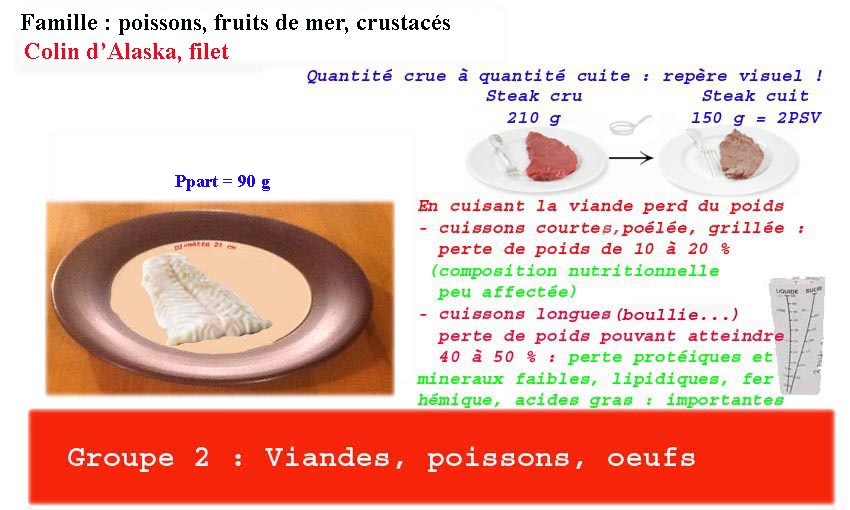 Famille : poissons, fruits de mer, crustacés
Colin d'Alaska, filet
Quantité crue à quantité cuite : repère visuel !
Steak cru
210 g
Steak cuit
150 g = 2PSV
Ppart = 90 g
Diamètre 21 cm
En cuisant la viande perd du poids
- cuissons courtes,poélée, grillée :
perte de poids de 10 à 20 %
(composition nutritionnelle
peu affectée)
- cuissons longues(boullie...)
perte de poids pouvant atteindre
40 à 50 % : perte protéiques et
mineraux faibles, lipidiques, fer
hémique, acides gras : importantes
LIQUIDE SUCRE
Groupe 2 : Viandes, poissons, oeufs